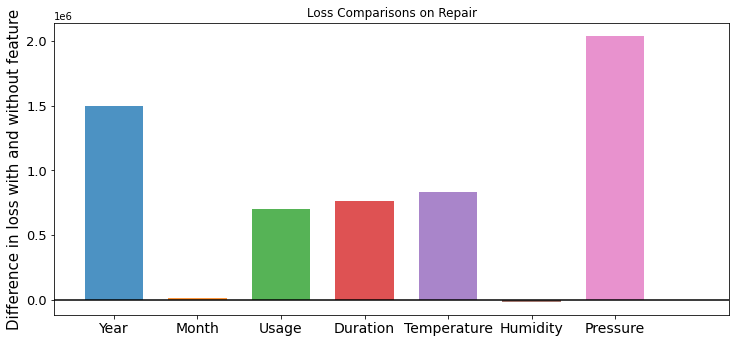 Loss Comparisons on Repair
1e6
Difference in loss with and without feature
2.0
1.5
1.0
0.5
0.0
Year Month Usage Duration Temperature Humidity Pressure